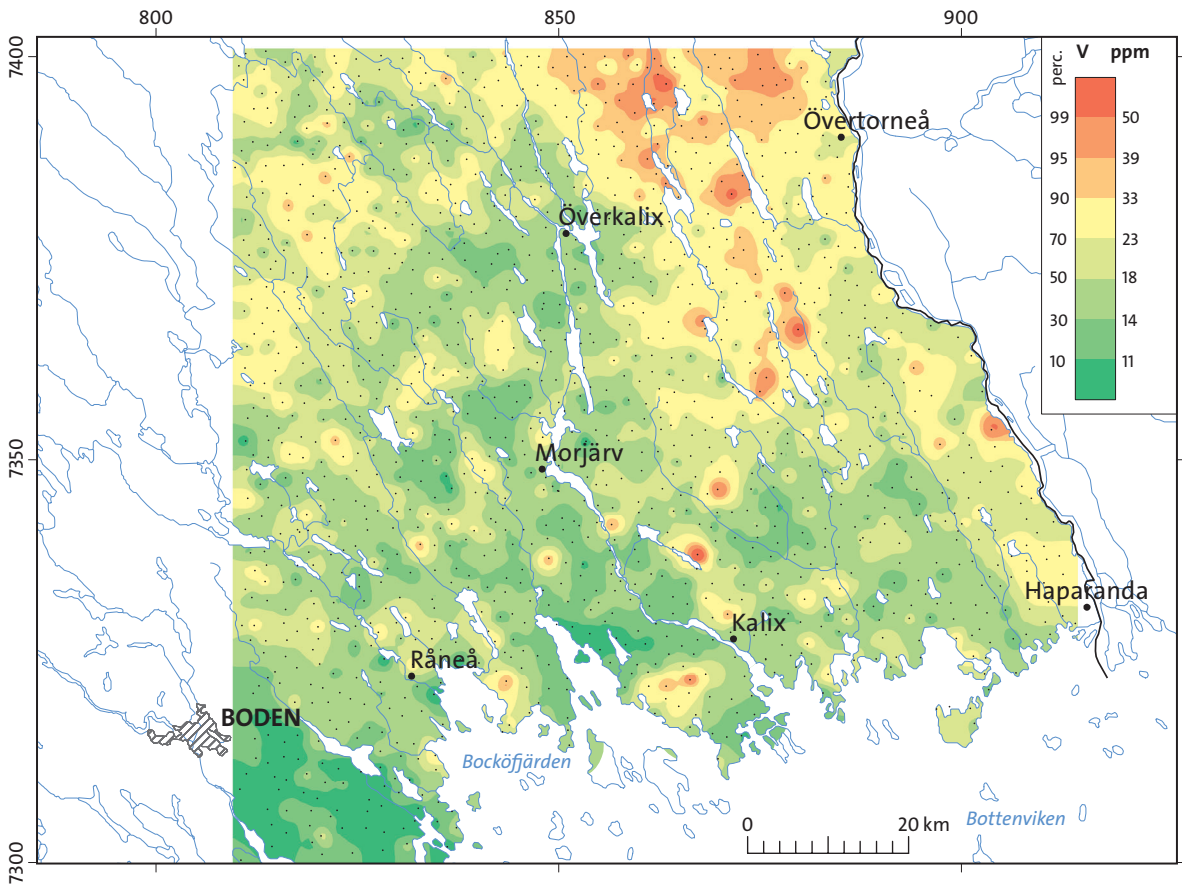 800
850
900
7400
7350
7300
perc.
V
ppm
99
50
95
39
90
33
70
23
50
18
30
14
10
11
Övertorneå
Överkalix
Morjärv
Haparanda
Kalix
Råneå
BODEN
Bocköfjärden
Bottenviken
0
20 km